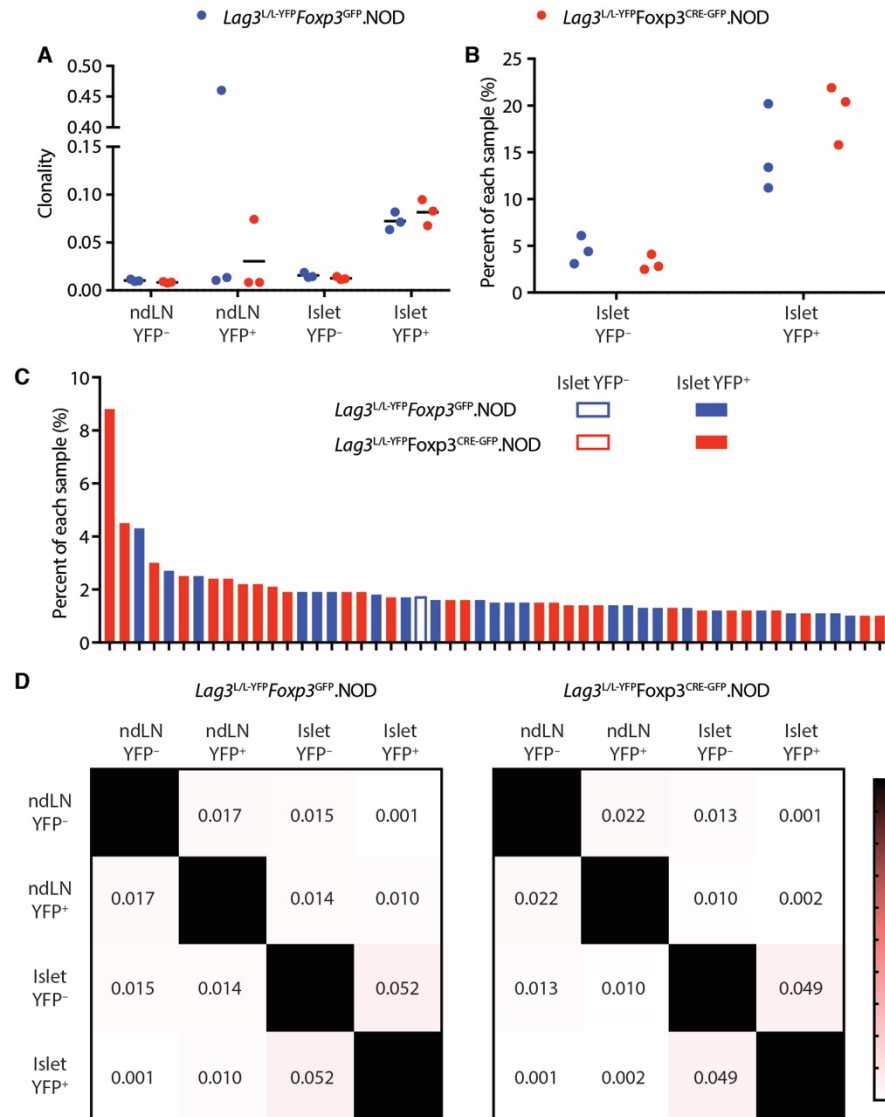 Lag3L/L-YFPFoxp3GFP.NOD
Lag3L/L-YFPFoxp3CRE-GFP.NOD
A
0.50
0.45
0.40
0.15
0.10
0.05
0.00
Clonality
ndLN YFP− ndLN YFP+ Islet YFP− Islet YFP+
B
25
20
15
10
5
0
Percent of each sample (%)
Islet YFP− Islet YFP+
C
10
8
6
4
2
0
Percent of each sample (%)
Islet YFP− Islet YFP+
Lag3L/L-YFPFoxp3GFP.NOD
Lag3L/L-YFPFoxp3CRE-GFP.NOD
D
Lag3L/L-YFPFoxp3GFP.NOD
ndLN YFP− ndLN YFP+ Islet YFP− Islet YFP+
ndLN YFP− 0.017 0.015 0.001
ndLN YFP+ 0.017 0.014 0.010
Islet YFP− 0.015 0.014 0.052
Islet YFP+ 0.001 0.010 0.052
Lag3L/L-YFPFoxp3CRE-GFP.NOD
ndLN YFP− ndLN YFP+ Islet YFP− Islet YFP+
0.022 0.013 0.001
0.022 0.010 0.002
0.013 0.010 0.049
0.001 0.002 0.049